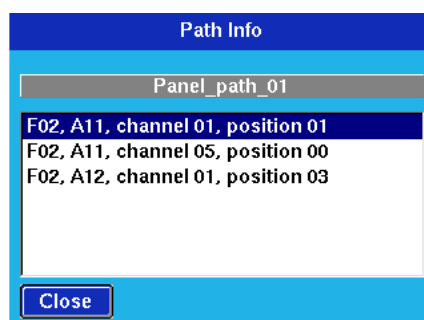 Path Info
Panel_path_01
F02, A11, channel 01, position 01
F02, A11, channel 05, position 00
F02, A12, channel 01, position 03
Close